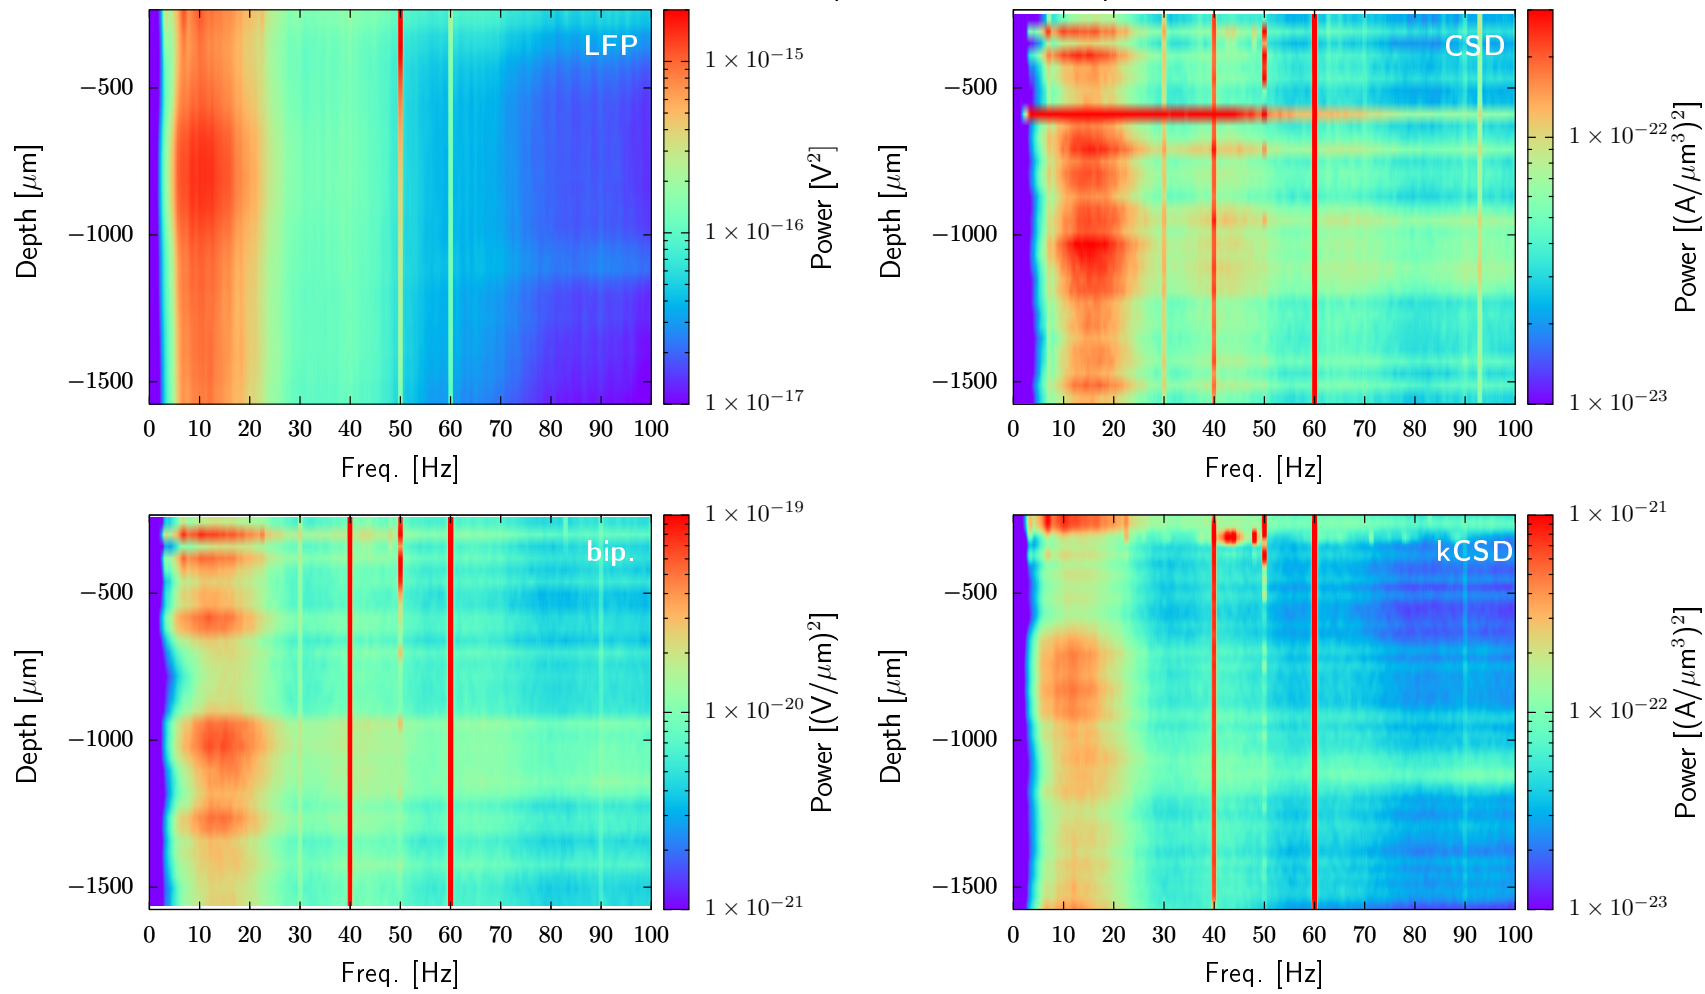 LFP
−500
−1000
−1500
0 10 20 30 40 50 60 70 80 90 100
Freq. [Hz]
Depth [μm]
1 × 10−15
1 × 10−16
1 × 10−17
Power [V2]
CSD
−500
−1000
−1500
0 10 20 30 40 50 60 70 80 90 100
Freq. [Hz]
Depth [μm]
1 × 10−22
1 × 10−23
Power [(A/μm3)2]
bip.
−500
−1000
−1500
0 10 20 30 40 50 60 70 80 90 100
Freq. [Hz]
Depth [μm]
1 × 10−19
1 × 10−20
1 × 10−21
Power [(V/μm)2]
kCSD
−500
−1000
−1500
0 10 20 30 40 50 60 70 80 90 100
Freq. [Hz]
Depth [μm]
1 × 10−21
1 × 10−22
1 × 10−23
Power [(A/μm3)2]